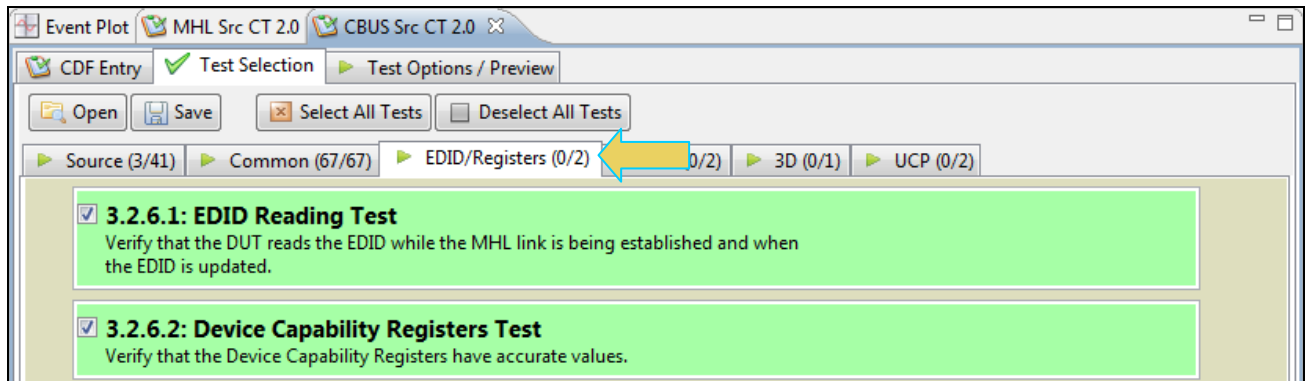 Event Plot MHL Src CT 2.0 CBUS Src CT 2.0
CDF Entry Test Selection Test Options / Preview
Open Save Select All Tests Deselect All Tests
Source (3/41) Common (67/67) EDID/Registers (0/2) 0/2) 3D (0/1) UCP (0/2)
3.2.6.1: EDID Reading Test
Verify that the DUT reads the EDID while the MHL link is being established and when
the EDID is updated.
3.2.6.2: Device Capability Registers Test
Verify that the Device Capability Registers have accurate values.